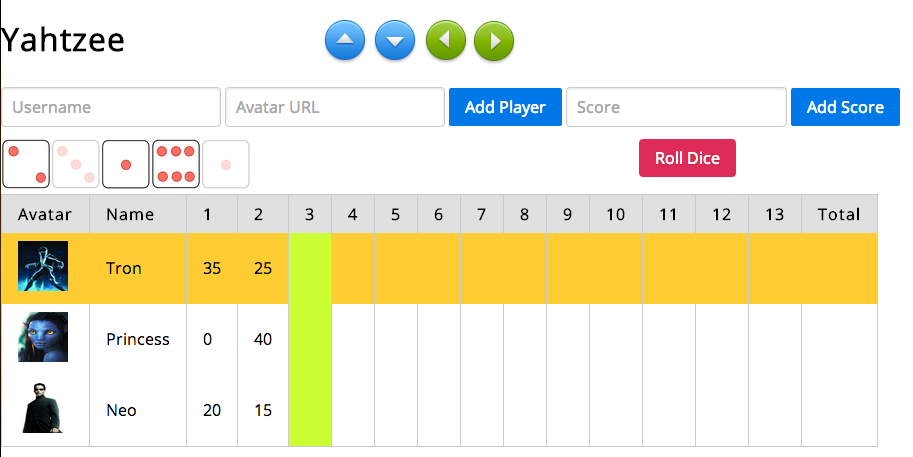 Yahtzee
Username Avatar URL Add Player Score Add Score
Roll Dice
Avatar Name 1 2 3 4 5 6 7 8 9 10 11 12 13 Total
Tron 35 25
Princess 0 40
Neo 20 15